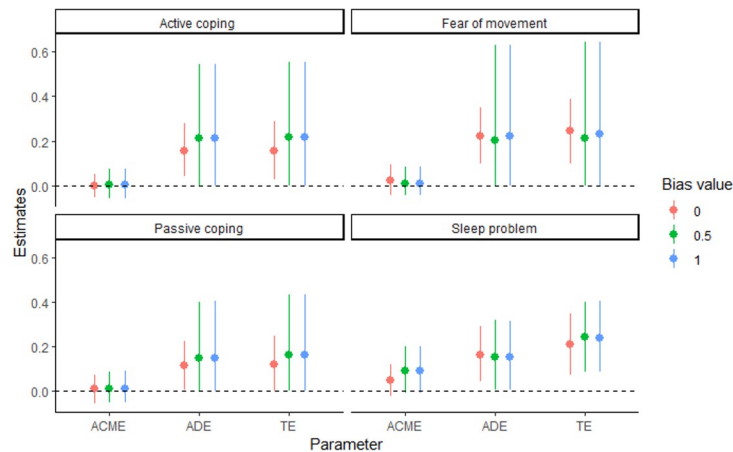 Active coping
Fear of movement
0.6
0.4
0.2
0.0
Passive coping
Sleep problem
0.6
0.4
0.2
0.0
Estimates
ACME ADE TE
ACME ADE TE
Parameter
Bias value
0
0.5
1